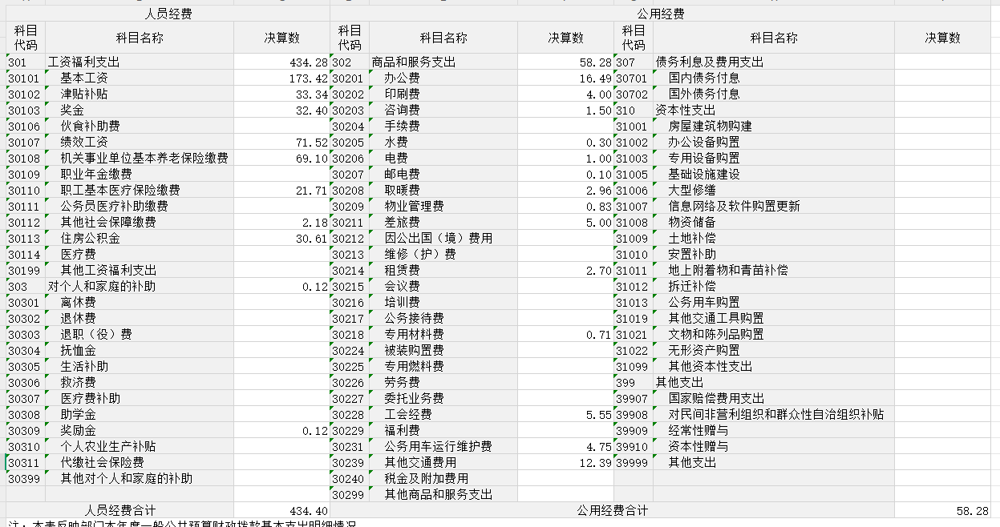 人员经费 公用经费
科目代码 科目名称 决算数 科目代码 科目名称 决算数 科目代码 科目名称 决算数
301 工资福利支出 434.28 302 商品和服务支出 58.28 307 债务利息及费用支出
30101 基本工资 173.42 30201 办公费 16.49 30701 国内债务付息
30102 津贴补贴 33.34 30202 印刷费 4.00 30702 国外债务付息
30103 奖金 32.40 30203 咨询费 1.50 310 资本性支出
30106 伙食补助费 30204 手续费 31001 房屋建筑物购建
30107 绩效工资 71.52 30205 水费 0.30 31002 办公设备购置
30108 机关事业单位基本养老保险缴费 69.10 30206 电费 1.00 31003 专用设备购置
30109 职业年金缴费 30207 邮电费 0.10 31005 基础设施建设
30110 职工基本医疗保险缴费 21.71 30208 取暖费 2.96 31006 大型修缮
30111 公务员医疗补助缴费 30209 物业管理费 0.83 31007 信息网络及软件购置更新
30112 其他社会保障缴费 2.18 30211 差旅费 5.00 31008 物资储备
30113 住房公积金 30.61 30212 因公出国（境）费用 31009 土地补偿
30114 医疗费 30213 维修（护）费 31010 安置补助
30199 其他工资福利支出 30214 租赁费 2.70 31011 地上附着物和青苗补偿
303 对个人和家庭的补助 0.12 30215 会议费 31012 拆迁补偿
30301 离休费 30216 培训费 31013 公务用车购置
30302 退休费 30217 公务接待费 31019 其他交通工具购置
30303 退职（役）费 30218 专用材料费 0.71 31021 文物和陈列品购置
30304 抚恤金 30224 被装购置费 31022 无形资产购置
30305 生活补助 30225 专用燃料费 31099 其他资本性支出
30306 救济费 30226 劳务费 399 其他支出
30307 医疗费补助 30227 委托业务费 39907 国家赔偿费用支出
30308 助学金 30228 工会经费 5.55 39908 对民间非营利组织和群众性自治组织补贴
30309 奖励金 0.12 30229 福利费 39909 经常性赠与
30310 个人农业生产补贴 30231 公务用车运行维护费 4.75 39910 资本性赠与
30311 代缴社会保险费 30239 其他交通费用 12.39 39999 其他支出
30399 其他对个人和家庭的补助 30240 税金及附加费用
30299 其他商品和服务支出
人员经费合计 434.40 公用经费合计 58.28
注：本表反映部门本年度一般公共预算财政拨款基本支出明细情况